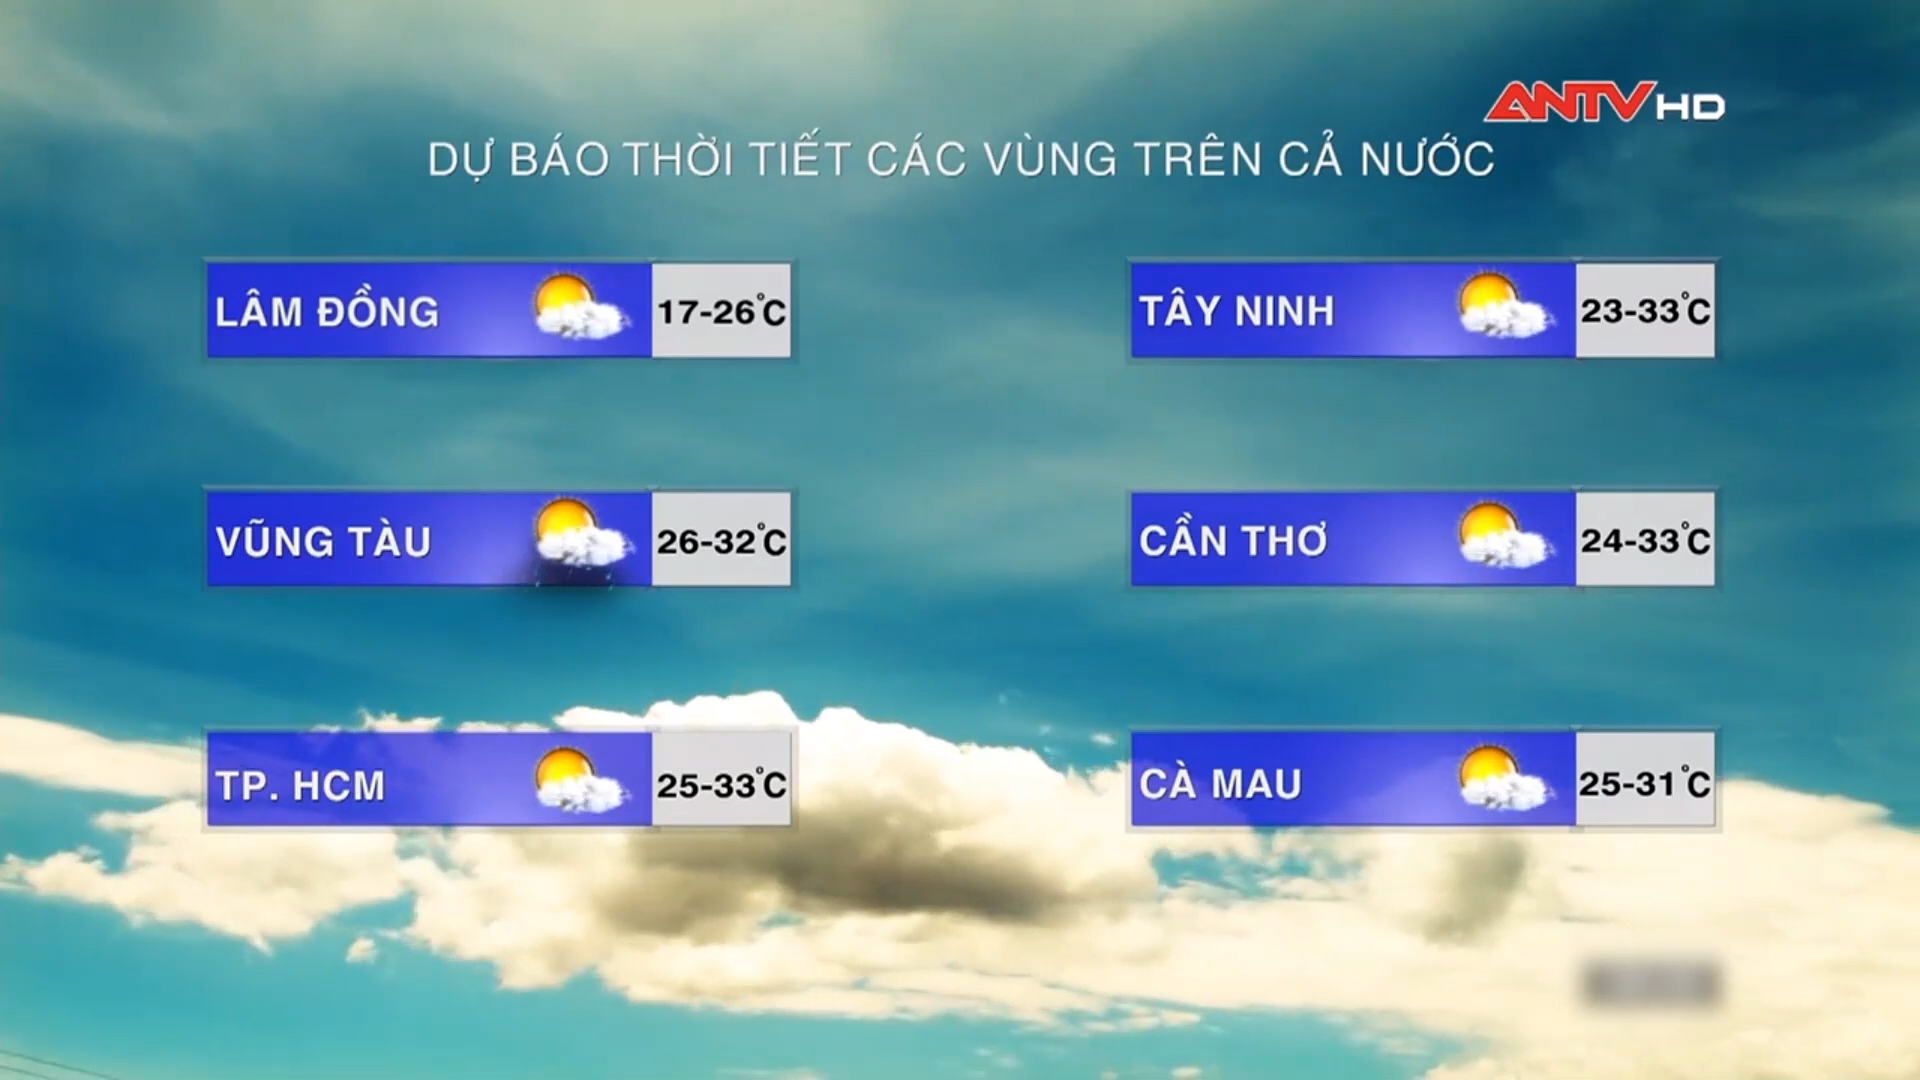 ANTV HD
DỰ BÁO THỜI TIẾT CÁC VÙNG TRÊN CẢ NƯỚC
LÂM ĐỒNG 17-26°C
TÂY NINH 23-33°C
VŨNG TÀU 26-32°C
CẦN THƠ 24-33°C
TP. HCM 25-33°C
CÀ MAU 25-31°C